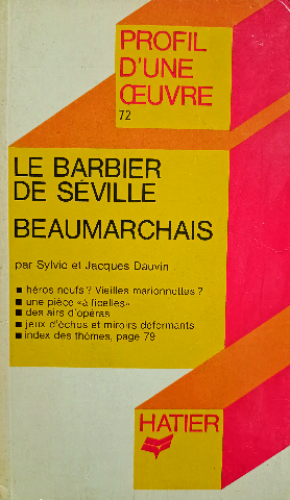 PROFIL
D'UNE
ŒUVRE
72
LE BARBIER
DE SÉVILLE
BEAUMARCHAIS
par Sylvie et Jacques Dauvin
■ héros neufs ? Vieilles marionnettes ?
■ une pièce «à ficelles»
■ des airs d'opéras
■ jeux d'échos et miroirs déformants
■ index des thèmes, page 79
HATIER